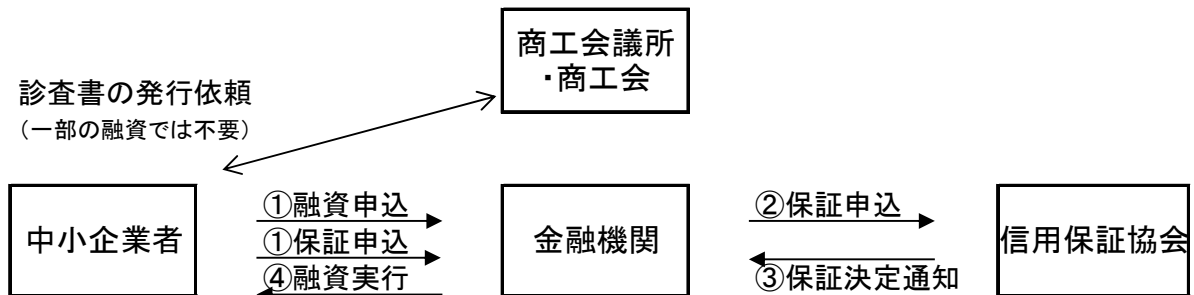 商工会議所
・商工会
診査書の発行依頼
（一部の融資では不要）
中小企業者
①融資申込
①保証申込
④融資実行
金融機関
②保証申込
③保証決定通知
信用保証協会